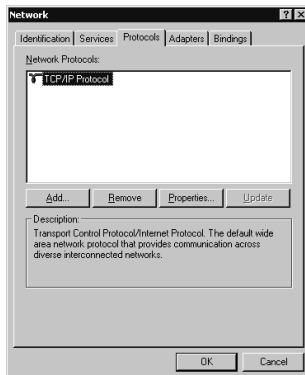 Network
Identification Services Protocols Adapters Bindings
Network Protocols:
TCP/IP Protocol
Add... Remove Properties... Update
Description:
Transport Control Protocol/Internet Protocol. The default wide
area network protocol that provides communication across
diverse interconnected networks.
OK Cancel